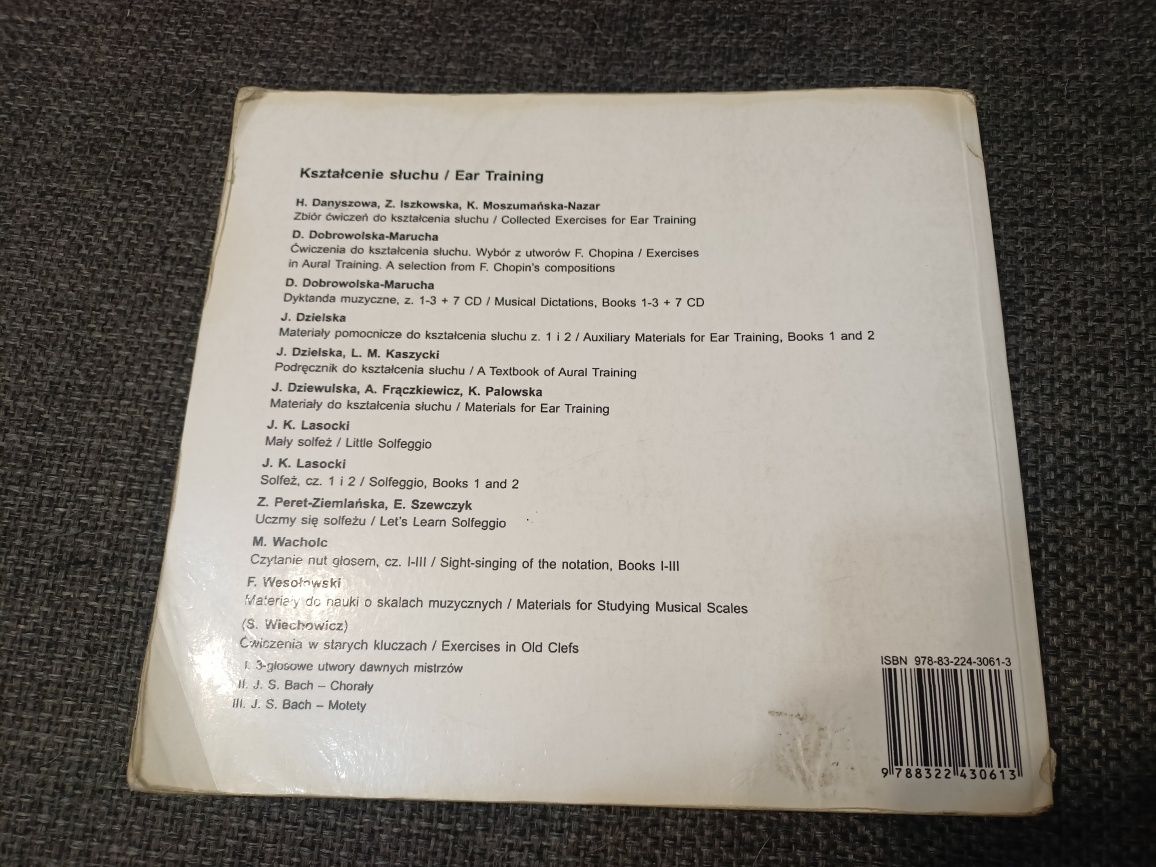 Kształcenie słuchu / Ear Training
H. Danyszowa, Z. Iszkowska, K. Moszumańska-Nazar
Zbiór ćwiczeń do kształcenia słuchu / Collected Exercises for Ear Training
D. Dobrowolska-Marucha
Ćwiczenia do kształcenia słuchu. Wybór z utworów F. Chopina / Exercises
in Aural Training. A selection from F. Chopin's compositions
D. Dobrowolska-Marucha
Dyktanda muzyczne, z. 1-3 + 7 CD / Musical Dictations, Books 1-3 + 7 CD
J. Dzielska
Materiały pomocnicze do kształcenia słuchu z. 1 i 2 / Auxiliary Materials for Ear Training, Books 1 and 2
J. Dzielska, L. M. Kaszycki
Podręcznik do kształcenia słuchu / A Textbook of Aural Training
J. Dziewulska, A. Frączkiewicz, K. Palowska
Materiały do kształcenia słuchu / Materials for Ear Training
J. K. Lasocki
Mały solfeż / Little Solfeggio
J. K. Lasocki
Solfeż, cz. 1 i 2 / Solfeggio, Books 1 and 2
Z. Peret-Ziemlańska, E. Szewczyk
Uczmy się solfeżu / Let's Learn Solfeggio
M. Wacholc
Czytanie nut głosem, cz. I-III / Sight-singing of the notation, Books I-III
F. Wesołowski
Materiały do nauki o skalach muzycznych / Materials for Studying Musical Scales
(S. Wiechowicz)
Ćwiczenia w starych kluczach / Exercises in Old Clefs
I. 3-głosowe utwory dawnych mistrzów
II. J. S. Bach – Chorały
III. J. S. Bach – Motety
ISBN 978-83-224-3061-3
9 788322 430613